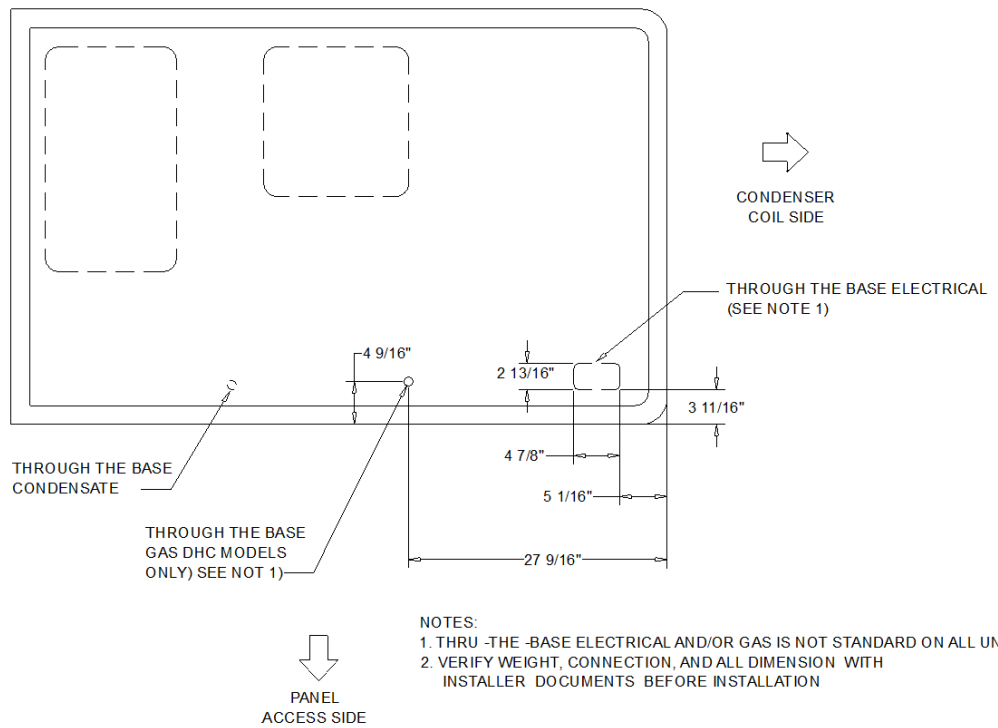 CONDENSER
COIL SIDE
THROUGH THE BASE ELECTRICAL
(SEE NOTE 1)
4 9/16"
2 13/16"
3 11/16"
4 7/8"
5 1/16"
THROUGH THE BASE
CONDENSATE
THROUGH THE BASE
GAS DHC MODELS
ONLY) SEE NOT 1)
27 9/16"
NOTES:
1. THRU -THE -BASE ELECTRICAL AND/OR GAS IS NOT STANDARD ON ALL UN
2. VERIFY WEIGHT, CONNECTION, AND ALL DIMENSION WITH
INSTALLER DOCUMENTS BEFORE INSTALLATION
PANEL
ACCESS SIDE